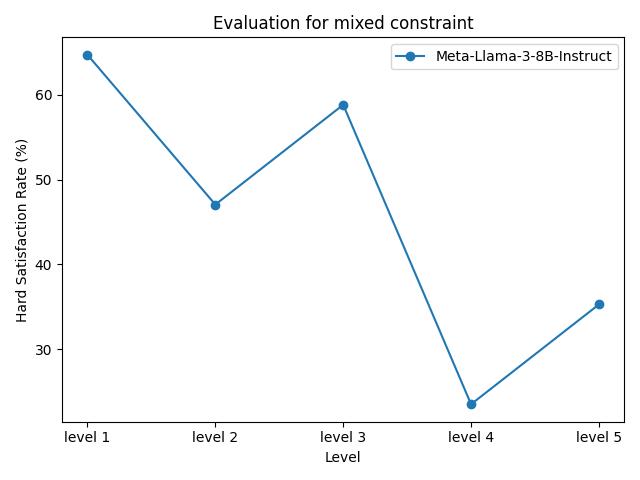 Evaluation for mixed constraint
Meta-Llama-3-8B-Instruct
Hard Satisfaction Rate (%)
60
50
40
30
level 1
level 2
level 3
level 4
level 5
Level